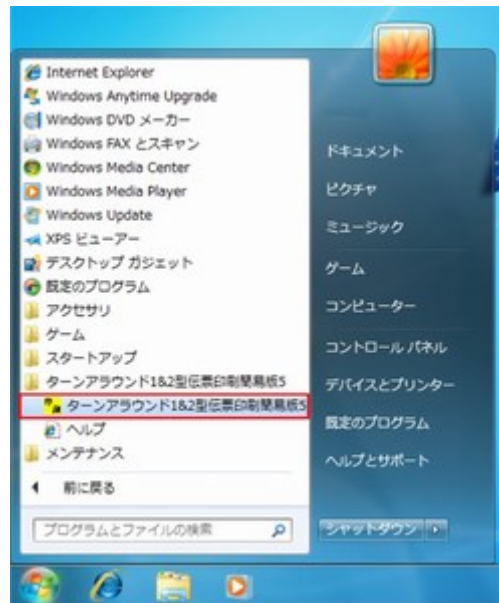 Internet Explorer
Windows Anytime Upgrade
Windows DVD メーカー
Windows FAX とスキャン
Windows Media Center
Windows Media Player
Windows Update
XPS ビューアー
デスクトップ ガジェット
既定のプログラム
アクセサリ
ゲーム
スタートアップ
ターンアラウンド1&2型伝票印刷簡易板5
ターンアラウンド1&2型伝票印刷簡易板5
ヘルプ
メンテナンス
前に戻る
プログラムとファイルの検索
ドキュメント
ピクチャ
ミュージック
ゲーム
コンピューター
コントロール パネル
デバイスとプリンター
既定のプログラム
ヘルプとサポート
シャットダウン